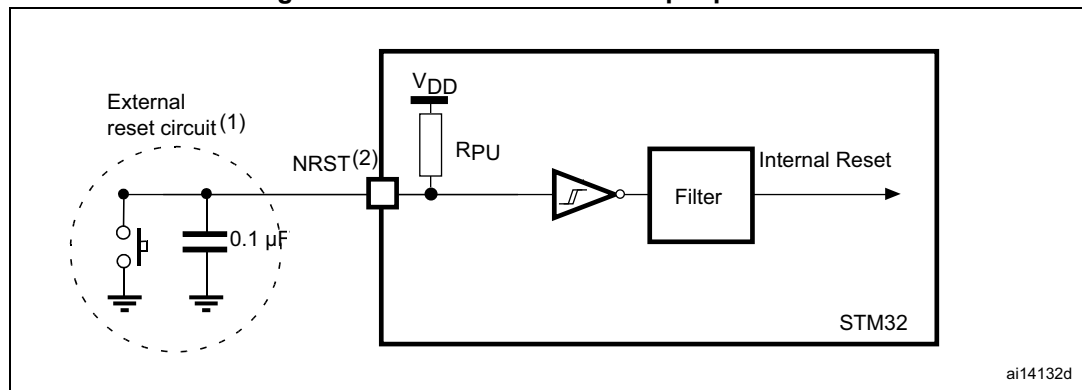 External
reset circuit(1)
NRST(2)
VDD
RPU
0.1 μF
Filter
Internal Reset
STM32
ai14132d